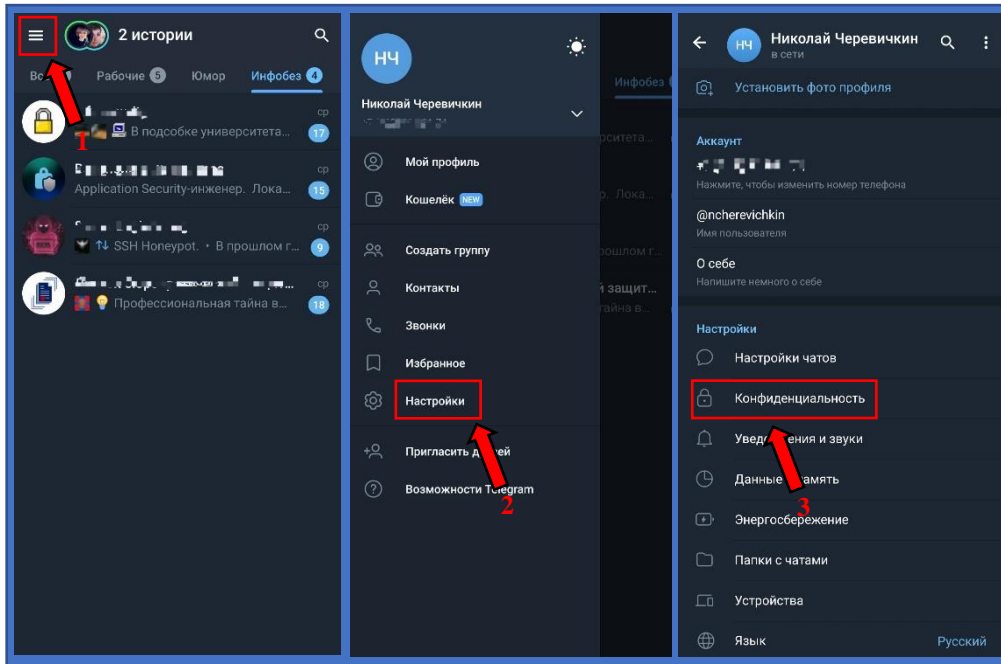 2 истории
Рабочие 5
Юмор
Инфобез 4
ср
В подсобке университета...
17
ср
Application Security-инженер. Лока...
15
ср
SSH Honeypot. • В прошлом г...
9
ср
Профессиональная тайна в...
18
1
НЧ
Николай Черевичкин
Мой профиль
Кошелёк NEW
Создать группу
Контакты
Звонки
Избранное
Настройки
Пригласить
Возможности Telegram
2
Инфобез
НЧ
Николай Черевичкин
в сети
Установить фото профиля
Аккаунт
Нажмите, чтобы изменить номер телефона
@ncherevichkin
Имя пользователя
О себе
Напишите немного о себе
Настройки
Настройки чатов
Конфиденциальность
Уведомления и звуки
Данные и память
3
Энергосбережение
Папки с чатами
Устройства
Язык
Русский